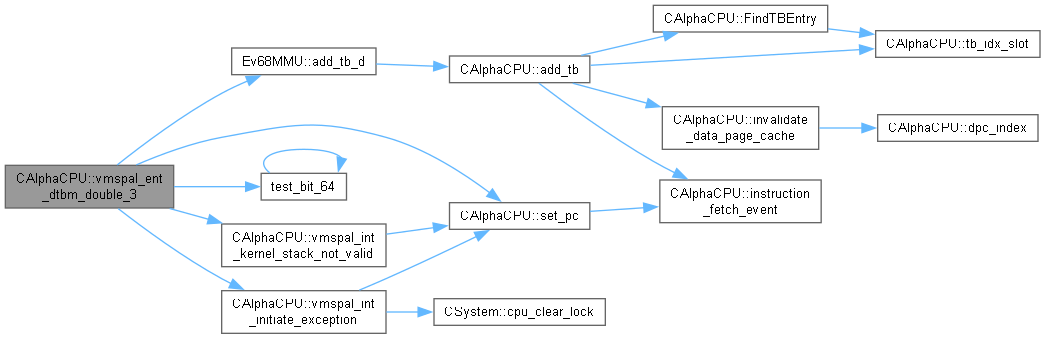 CAlphaCPU::vmspal_ent
_dtbm_double_3
Ev68MMU::add_tb_d
test_bit_64
CAlphaCPU::vmspal_int
_kernel_stack_not_valid
CAlphaCPU::vmspal_int
_initiate_exception
CAlphaCPU::add_tb
CAlphaCPU::set_pc
CSystem::cpu_clear_lock
CAlphaCPU::FindTBEntry
CAlphaCPU::invalidate
_data_page_cache
CAlphaCPU::instruction
_fetch_event
CAlphaCPU::tb_idx_slot
CAlphaCPU::dpc_index